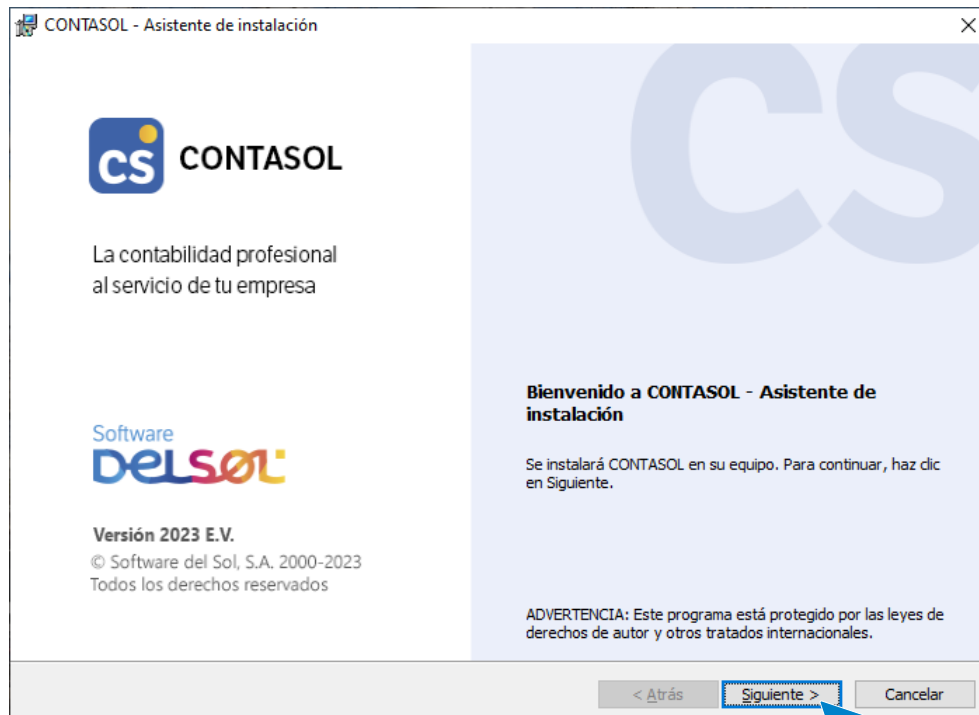 CONTASOL - Asistente de instalación
CS
CS CONTASOL
La contabilidad profesional
al servicio de tu empresa
Software
DELSOL
Versión 2023 E.V.
© Software del Sol, S.A. 2000-2023
Todos los derechos reservados
Bienvenido a CONTASOL - Asistente de
instalación
Se instalará CONTASOL en su equipo. Para continuar, haz clic
en Siguiente.
ADVERTENCIA: Este programa está protegido por las leyes de
derechos de autor y otros tratados internacionales.
< Atrás Siguiente > Cancelar